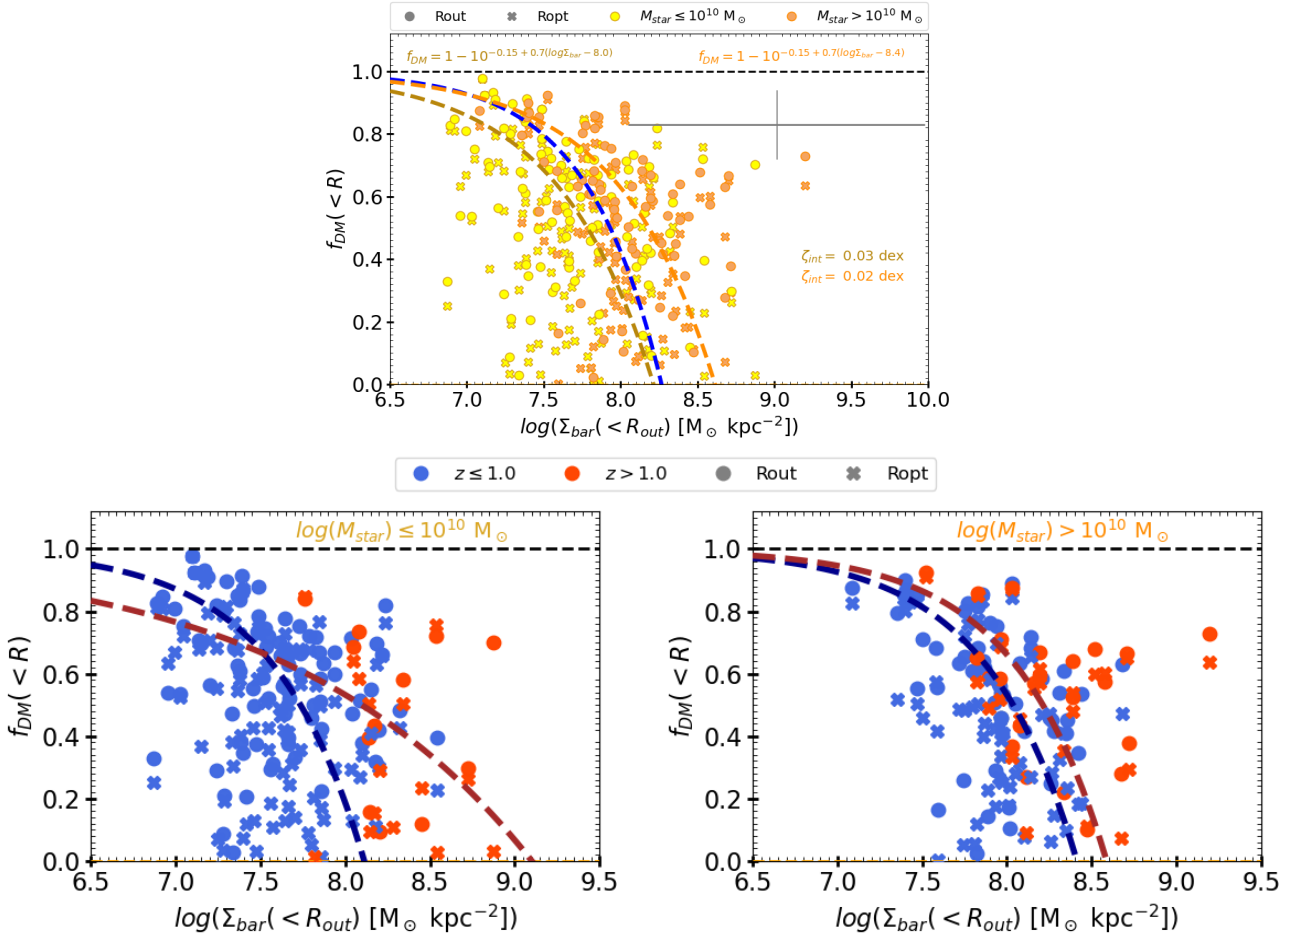 Rout Ropt M_star ≤ 10^10 M_⊙ M_star > 10^10 M_⊙
f_DM = 1 − 10^(−0.15 + 0.7(logΣ_bar − 8.0)) f_DM = 1 − 10^(−0.15 + 0.7(logΣ_bar − 8.4))
1.0
0.8
0.6
0.4
0.2
0.0
f_DM(< R)
ζ_int = 0.03 dex
ζ_int = 0.02 dex
6.5 7.0 7.5 8.0 8.5 9.0 9.5 10.0
log(Σ_bar(< R_out) [M_⊙ kpc^−2])
z ≤ 1.0 z > 1.0 Rout Ropt
log(M_star) ≤ 10^10 M_⊙
1.0
0.8
0.6
0.4
0.2
0.0
f_DM(< R)
6.5 7.0 7.5 8.0 8.5 9.0 9.5
log(Σ_bar(< R_out) [M_⊙ kpc^−2])
log(M_star) > 10^10 M_⊙
1.0
0.8
0.6
0.4
0.2
0.0
f_DM(< R)
6.5 7.0 7.5 8.0 8.5 9.0 9.5
log(Σ_bar(< R_out) [M_⊙ kpc^−2])